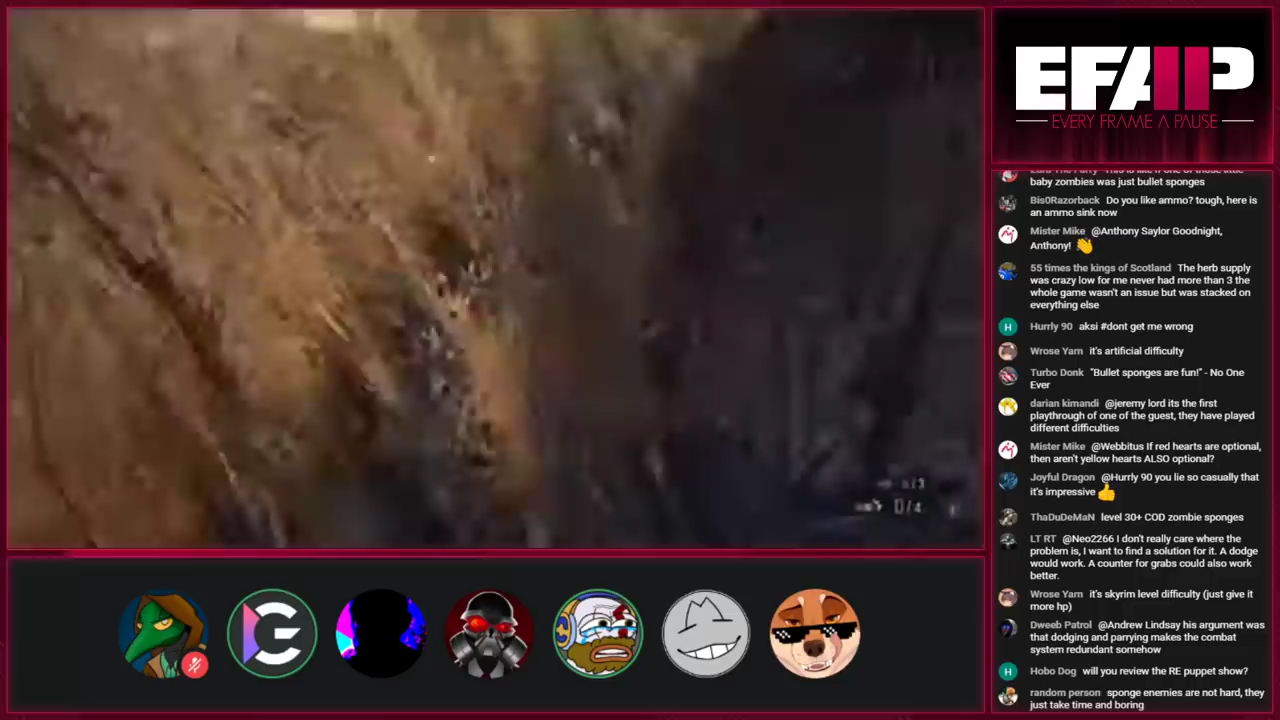 EFAP
EVERY FRAME A PAUSE
baby zombies was just bullet sponges
Bis0Razorback Do you like ammo? tough, here is
an ammo sink now
Mister Mike @Anthony Saylor Goodnight,
Anthony!
55 times the kings of Scotland The herb supply
was crazy low for me never had more than 3 the
whole game wasn't an issue but was stacked on
everything else
Hurrly 90 aksi #dont get me wrong
Wrose Yarn it's artificial difficulty
Turbo Donk "Bullet sponges are fun!" - No One
Ever
darian kimandi @jeremy lord its the first
playthrough of one of the guest, they have played
different difficulties
Mister Mike @Webbitus If red hearts are optional,
then aren't yellow hearts ALSO optional?
Joyful Dragon @Hurrly 90 you lie so casually that
it's impressive
ThaDuDeMaN level 30+ COD zombie sponges
LT RT @Neo2266 I don't really care where the
problem is, I want to find a solution for it. A dodge
would work. A counter for grabs could also work
better.
Wrose Yarn it's skyrim level difficulty (just give it
more hp)
Dweeb Patrol @Andrew Lindsay his argument was
that dodging and parrying makes the combat
system redundant somehow
H Hobo Dog will you review the RE puppet show?
random person sponge enemies are not hard, they
just take time and boring
0/4